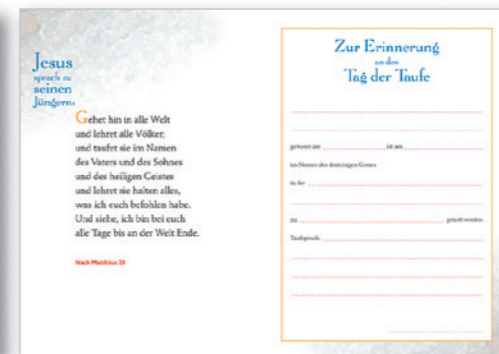 Jesus
sprach zu
seinen
Jüngern:
Gehet hin in alle Welt
und lehret alle Völker:
und taufet sie im Namen
des Vaters und des Sohnes
und des heiligen Geistes
und lehret sie halten alles,
was ich euch befohlen habe.
Und siehe, ich bin bei euch
alle Tage bis an der Welt Ende.
Nach Matthäus 28
Zur Erinnerung
an den
Tag der Taufe
geboren am ist am
im Namen des dreieinigen Gottes
in der
zu getauft worden.
Taufspruch: